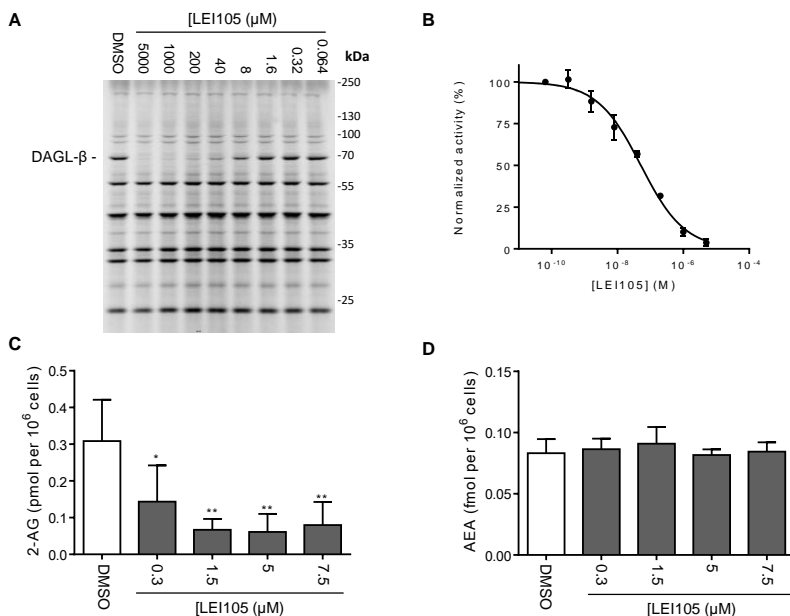 A
[LEI105 (μM)]
DMSO
5000
1000
200
40
8
1.6
0.32
0.064
kDa
-250
-130
-100
-70
-55
-35
-25
DAGL-β -
B
Normalized activity (%)
100
75
50
25
0
10-10
10-8
10-6
10-4
[LEI105] (M)
C
2-AG (pmol per 106 cells)
0.5
0.4
0.3
0.2
0.1
0.0
*
**
**
**
DMSO
0.3
1.5
5
7.5
[LEI105 (μM)]
D
AEA (fmol per 106 cells)
0.15
0.10
0.05
0.00
DMSO
0.3
1.5
5
7.5
[LEI105 (μM)]